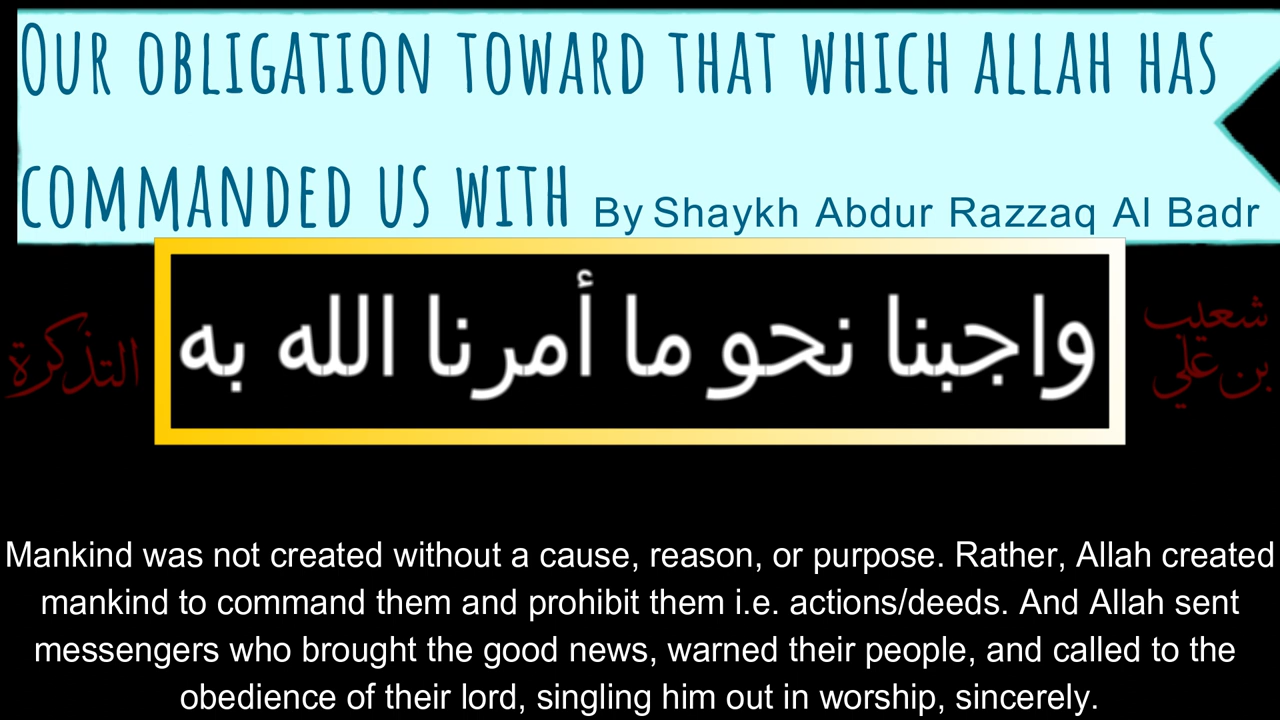 Our obligation toward that which Allah has
commanded us with By Shaykh Abdur Razzaq Al Badr
واجبنا نحو ما أمرنا الله به
شعيب
بن علي
التذكرة
Mankind was not created without a cause, reason, or purpose. Rather, Allah created
mankind to command them and prohibit them i.e. actions/deeds. And Allah sent
messengers who brought the good news, warned their people, and called to the
obedience of their lord, singling him out in worship, sincerely.